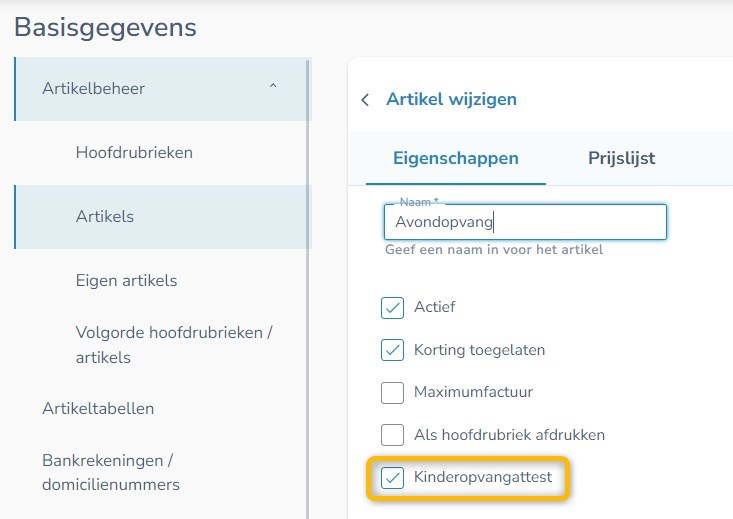 Basisgegevens
Artikelbeheer
Hoofdrubrieken
Artikels
Eigen artikels
Volgorde hoofdrubrieken /
artikels
Artikeltabellen
Bankrekeningen /
domicilienummers
Artikel wijzigen
Eigenschappen Prijslijst
Naam *
Avondopvang
Geef een naam in voor het artikel
Actief
Korting toegelaten
Maximumfactuur
Als hoofdrubriek afdrukken
Kinderopvangattest